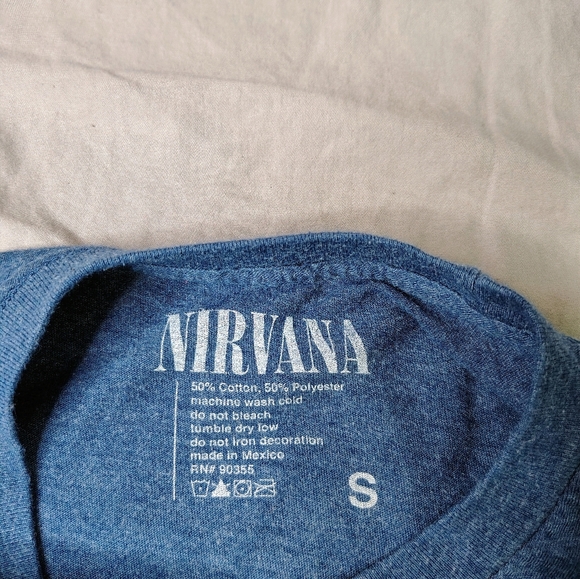 NIRVANA
50% Cotton, 50% Polyester
machine wash cold
do not bleach
tumble dry low
do not iron decoration
made in Mexico
RN# 90355
S